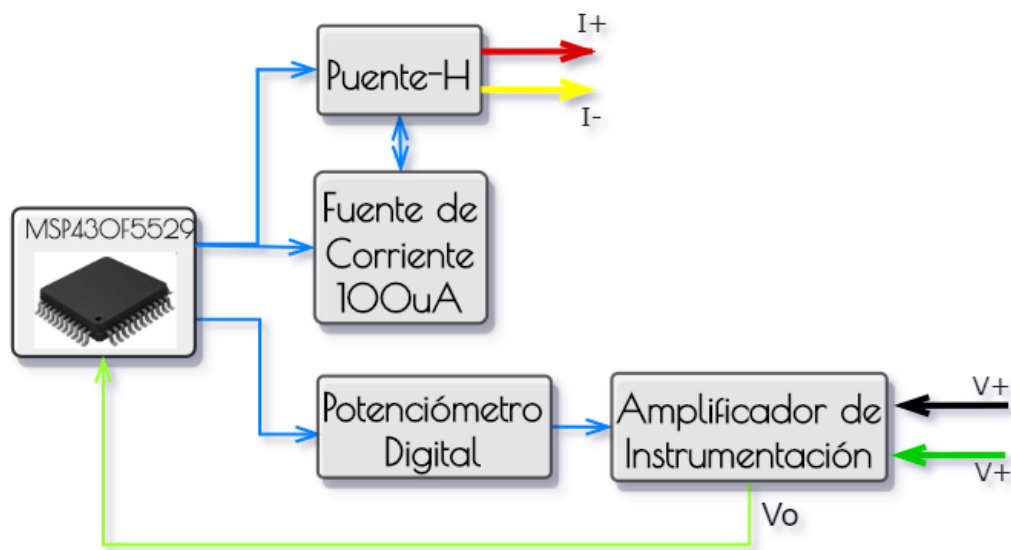 I+
Puente-H
I-
MSP430F5529
Fuente de
Corriente
100uA
Potenciómetro
Digital
Amplificador de
Instrumentación
V+
V+
Vo